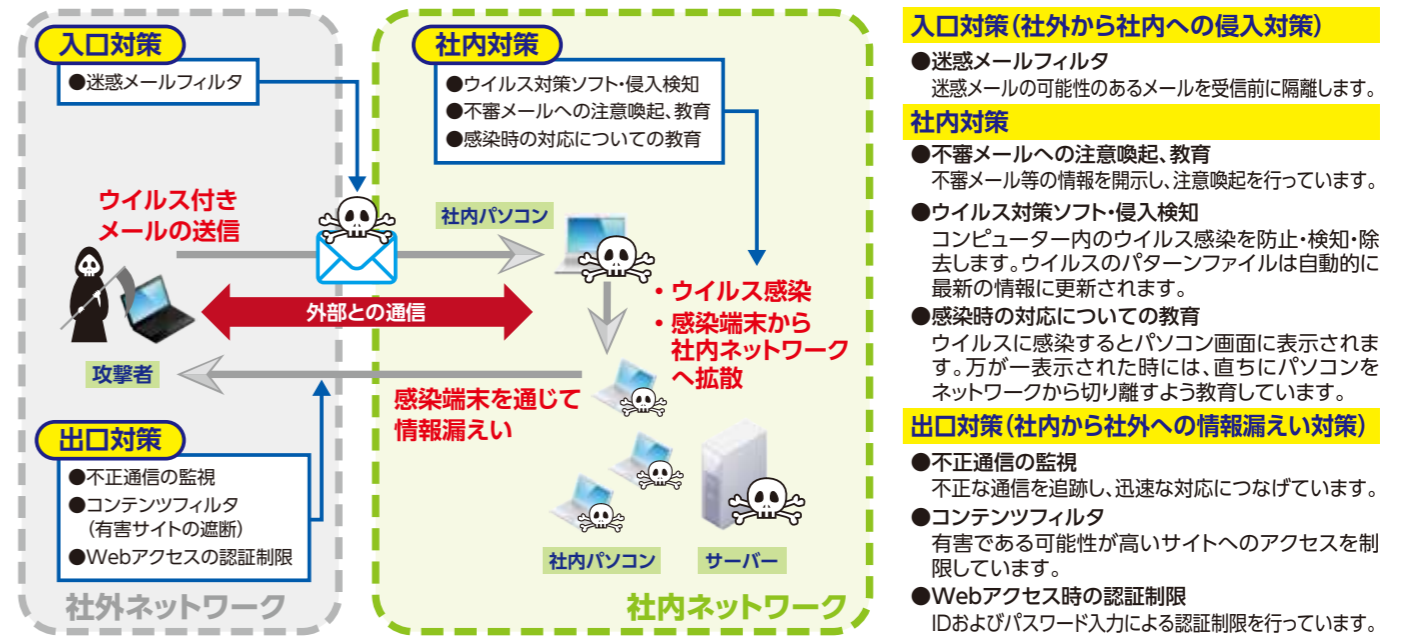 入口対策
●迷惑メールフィルタ
社内対策
●ウイルス対策ソフト・侵入検知
●不審メールへの注意喚起、教育
●感染時の対応についての教育
ウイルス付き
メールの送信
社内パソコン
外部との通信
・ウイルス感染
・感染端末から
社内ネットワーク
へ拡散
攻撃者
感染端末を通じて
情報漏えい
出口対策
●不正通信の監視
●コンテンツフィルタ
(有害サイトの遮断)
●Webアクセスの認証制限
社内パソコン
サーバー
社外ネットワーク
社内ネットワーク
入口対策(社外から社内への侵入対策)
●迷惑メールフィルタ
迷惑メールの可能性のあるメールを受信前に隔離します。
社内対策
●不審メールへの注意喚起、教育
不審メール等の情報を開示し、注意喚起を行っています。
●ウイルス対策ソフト・侵入検知
コンピューター内のウイルス感染を防止・検知・除
去します。ウイルスのパターンファイルは自動的に
最新の情報に更新されます。
●感染時の対応についての教育
ウイルスに感染するとパソコン画面に表示されま
す。万が一表示された時には、直ちにパソコンを
ネットワークから切り離すよう教育しています。
出口対策(社内から社外への情報漏えい対策)
●不正通信の監視
不正な通信を追跡し、迅速な対応につなげています。
●コンテンツフィルタ
有害である可能性が高いサイトへのアクセスを制
限しています。
●Webアクセス時の認証制限
IDおよびパスワード入力による認証制限を行っています。